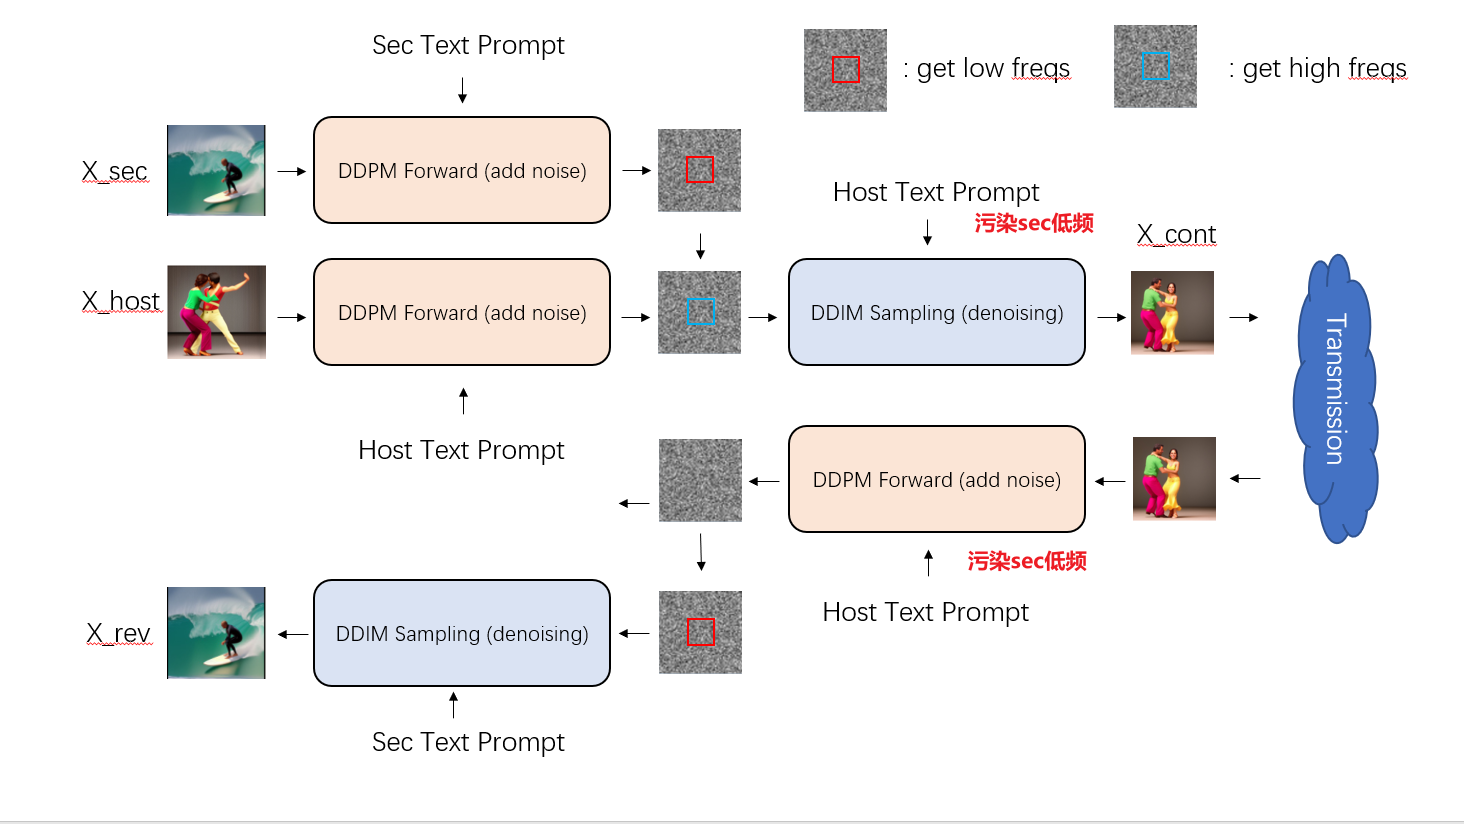 Sec Text Prompt
: get low freqs
: get high freqs
X_sec
DDPM Forward (add noise)
Host Text Prompt
污染sec低频
X_cont
X_host
DDPM Forward (add noise)
DDIM Sampling (denoising)
Transmission
Host Text Prompt
DDPM Forward (add noise)
污染sec低频
Host Text Prompt
X_rev
DDIM Sampling (denoising)
Sec Text Prompt